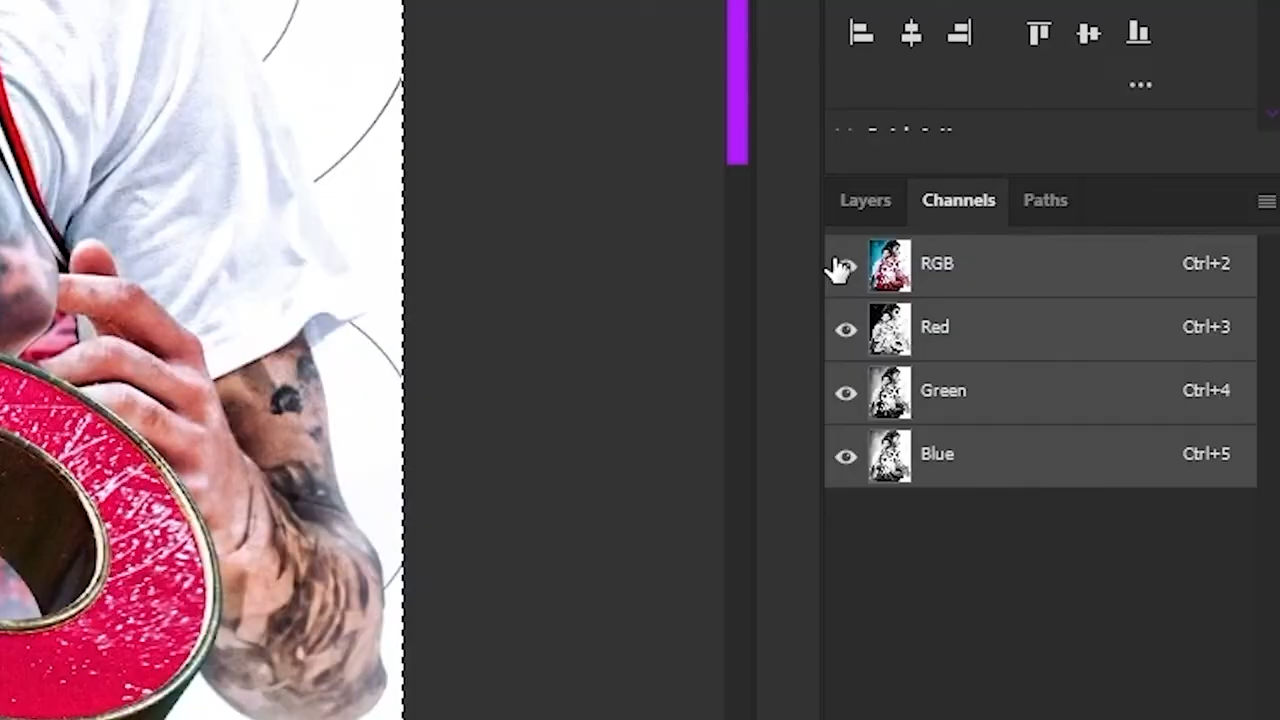 Layers Channels Paths
RGB Ctrl+2
Red Ctrl+3
Green Ctrl+4
Blue Ctrl+5